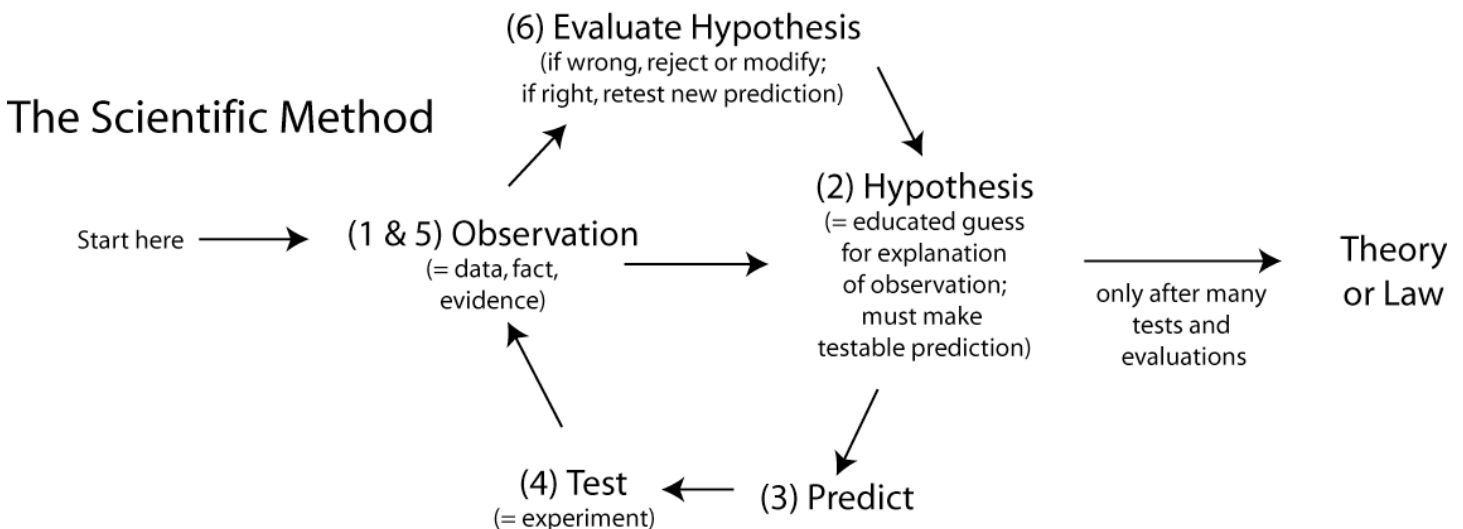 The Scientific Method
Start here
(1 & 5) Observation
(= data, fact,
evidence)
(2) Hypothesis
(= educated guess
for explanation
of observation;
must make
testable prediction)
(3) Predict
(4) Test
(= experiment)
(6) Evaluate Hypothesis
(if wrong, reject or modify;
if right, retest new prediction)
only after many
tests and
evaluations
Theory
or Law